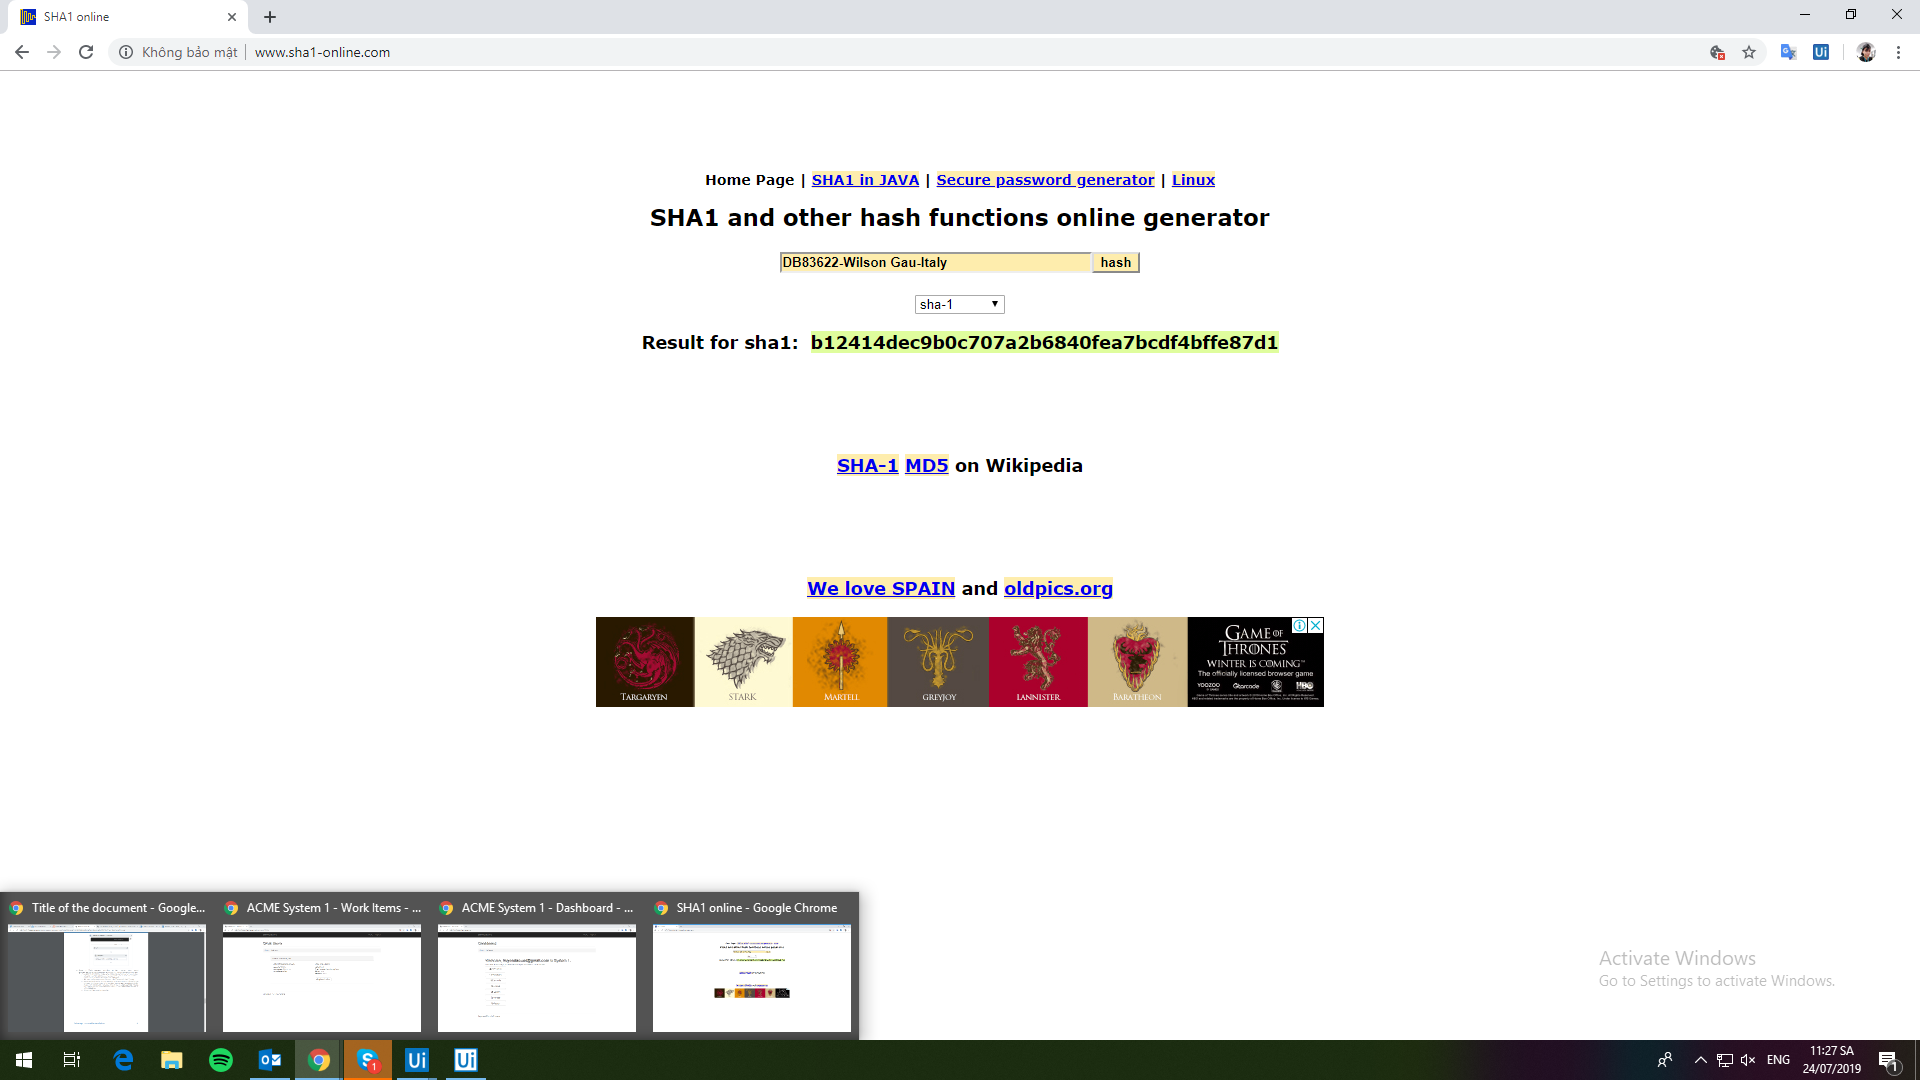 SHA1 online
Không bảo mật
www.sha1-online.com
Home Page | SHA1 in JAVA | Secure password generator | Linux
SHA1 and other hash functions online generator
DB83622-Wilson Gau-Italy
hash
sha-1
Result for sha1: b12414dec9b0c707a2b6840fea7bcdf4bffe87d1
SHA-1 MD5 on Wikipedia
We love SPAIN and oldpics.org
TARGARYEN
STARK
MARTELL
GREYJOY
LANNISTER
BARATHEON
GAME OF
THRONES
WINTER IS COMING™
The officially licensed browser game
Activate Windows
Go to Settings to activate Windows.
Title of the document - Google...
ACME System 1 - Work Items - ...
ACME System 1 - Dashboard - ...
SHA1 online - Google Chrome
ENG
11:27 SA
24/07/2019